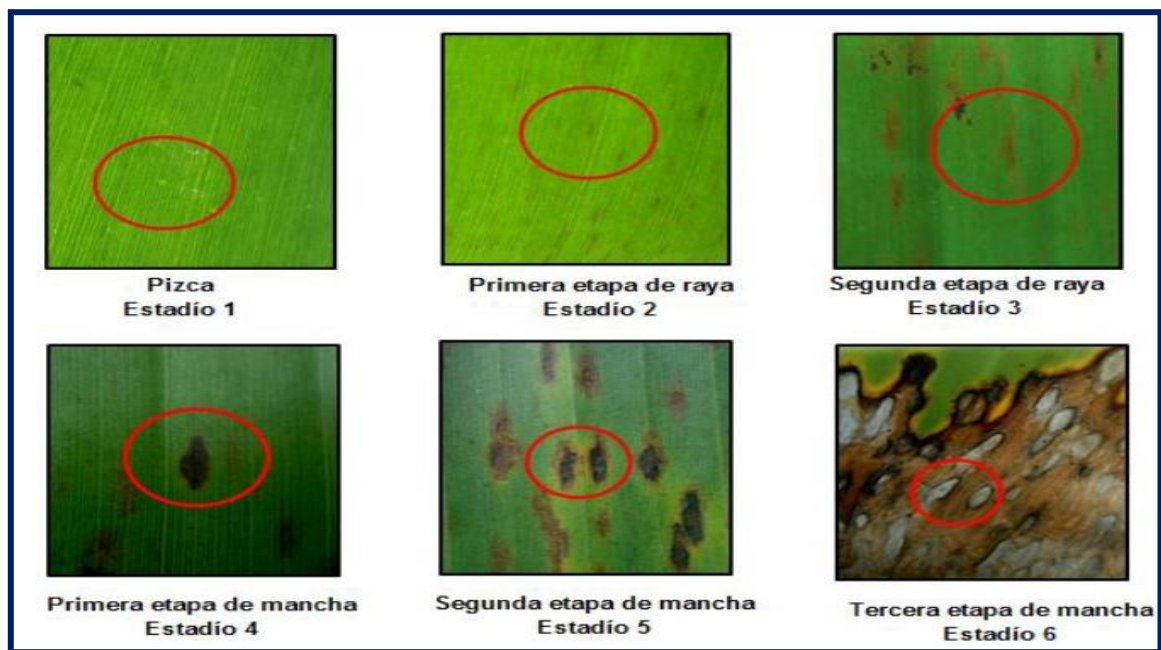 Pizca
Estadío 1
Primera etapa de raya
Estadío 2
Segunda etapa de raya
Estadío 3
Primera etapa de mancha
Estadío 4
Segunda etapa de mancha
Estadío 5
Tercera etapa de mancha
Estadío 6